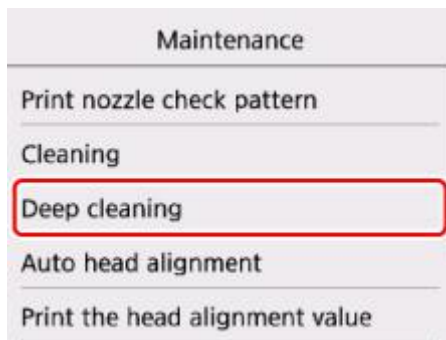 Maintenance
Print nozzle check pattern
Cleaning
Deep cleaning
Auto head alignment
Print the head alignment value